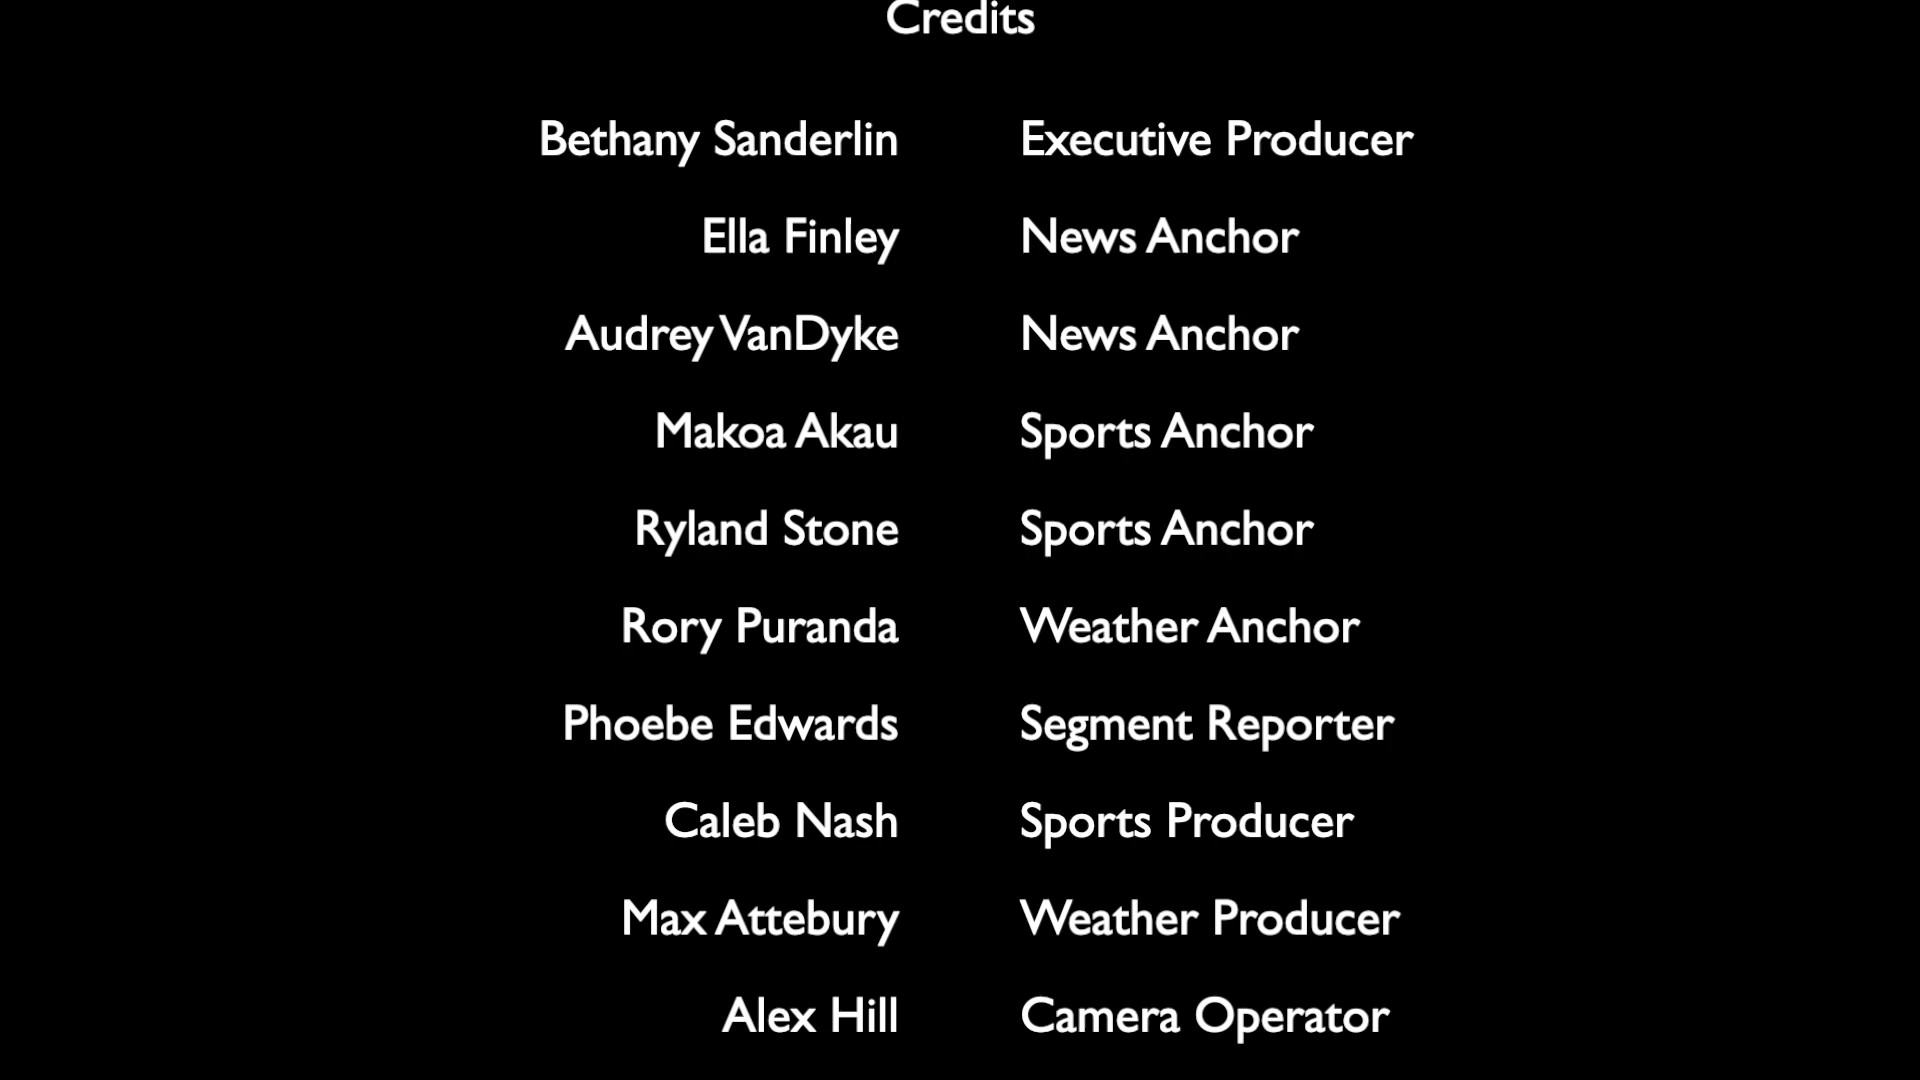 Credits
Bethany Sanderlin Executive Producer
Ella Finley News Anchor
Audrey VanDyke News Anchor
Makoa Akau Sports Anchor
Ryland Stone Sports Anchor
Rory Puranda Weather Anchor
Phoebe Edwards Segment Reporter
Caleb Nash Sports Producer
Max Attebury Weather Producer
Alex Hill Camera Operator